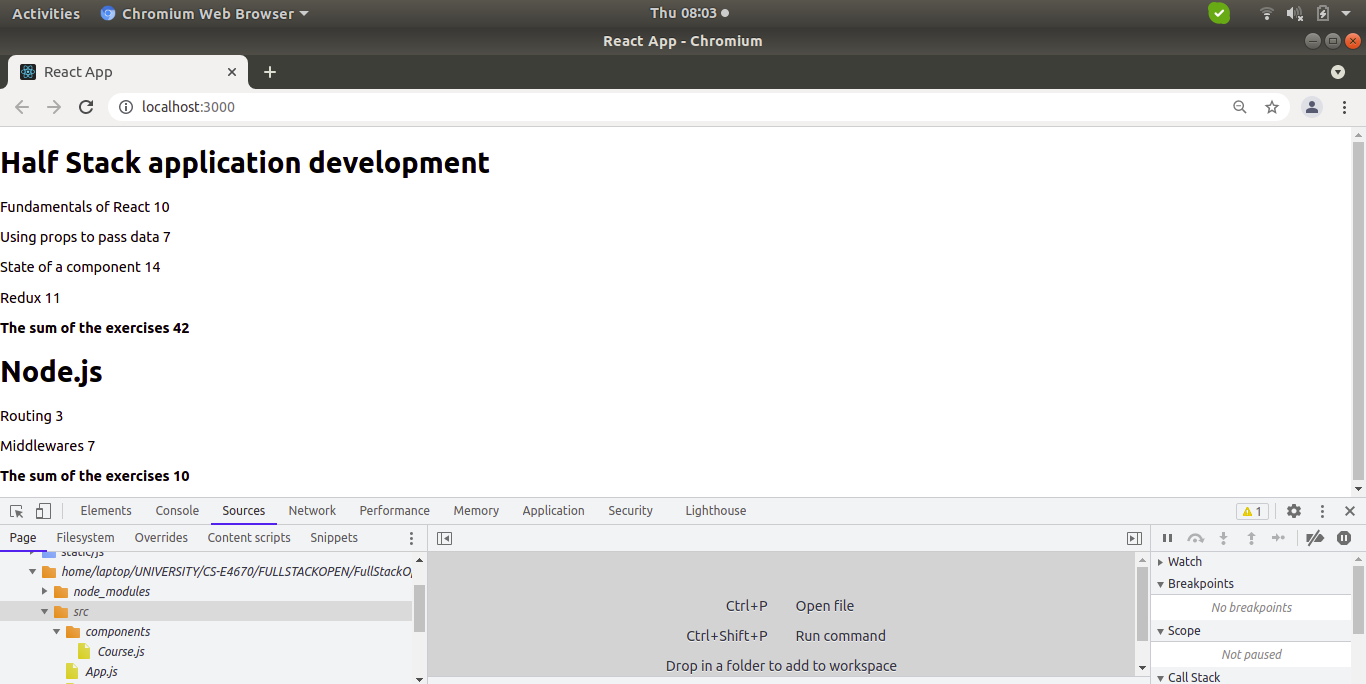 Activities Chromium Web Browser Thu 08:03
React App - Chromium
React App
localhost:3000
Half Stack application development
Fundamentals of React 10
Using props to pass data 7
State of a component 14
Redux 11
The sum of the exercises 42
Node.js
Routing 3
Middlewares 7
The sum of the exercises 10
Elements Console Sources Network Performance Memory Application Security Lighthouse 1
Page Filesystem Overrides Content scripts Snippets
static/js
home/laptop/UNIVERSITY/CS-E4670/FULLSTACKOPEN/FullStackO
node_modules
src
components
Course.js
App.js
Ctrl+P Open file
Ctrl+Shift+P Run command
Drop in a folder to add to workspace
Watch
Breakpoints
No breakpoints
Scope
Not paused
Call Stack